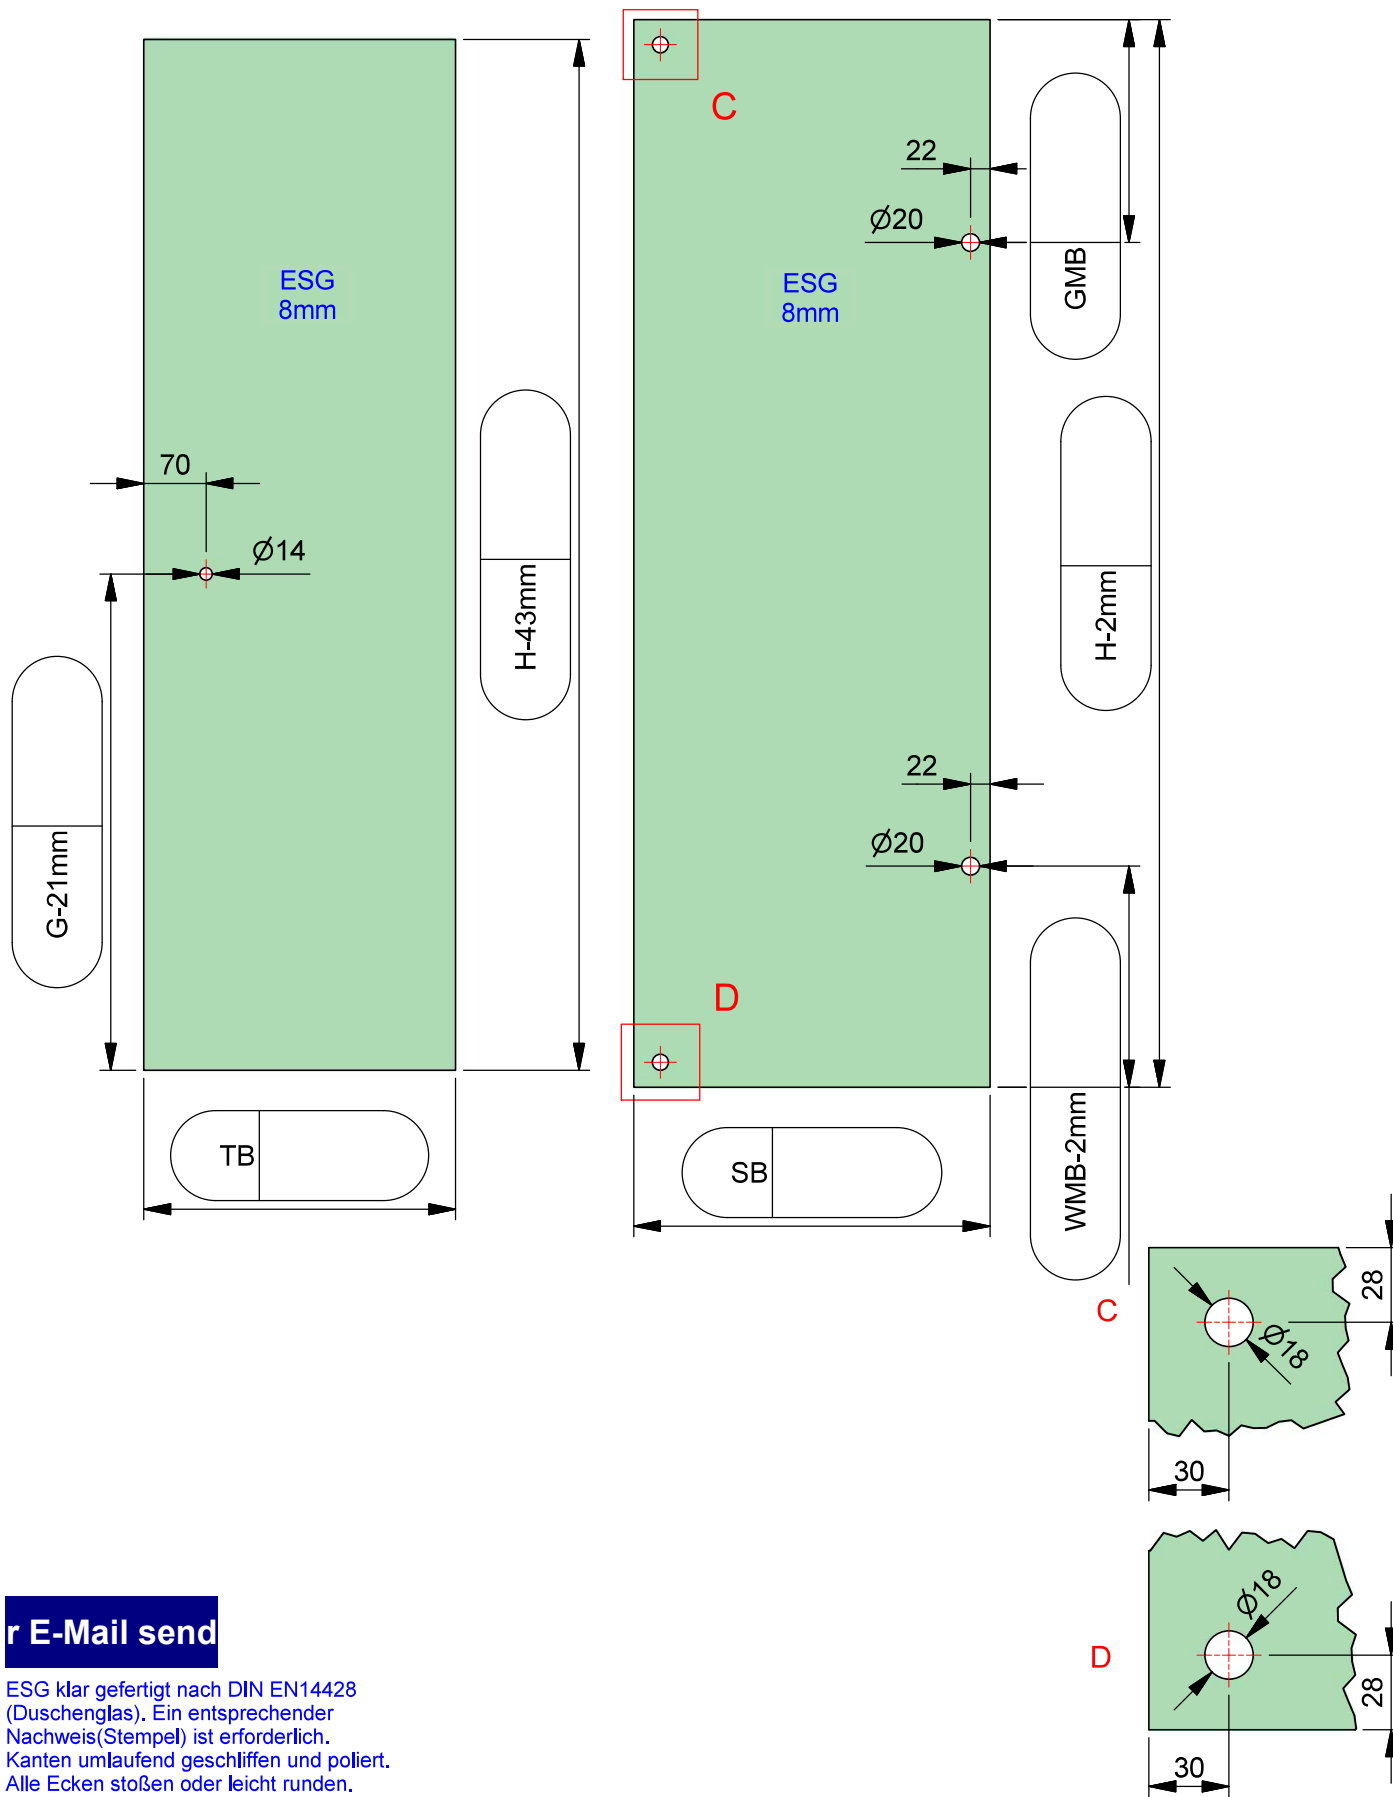 C
22
Ø20
GMB
ESG
8mm
ESG
8mm
70
Ø14
H-43mm
H-2mm
G-21mm
22
Ø20
D
TB
SB
WMB-2mm
C
28
Ø18
30
D
Ø18
28
30
r E-Mail send
ESG klar gefertigt nach DIN EN14428
(Duschenglas). Ein entsprechender
Nachweis(Stempel) ist erforderlich.
Kanten umlaufend geschliffen und poliert.
Alle Ecken stoßen oder leicht runden.